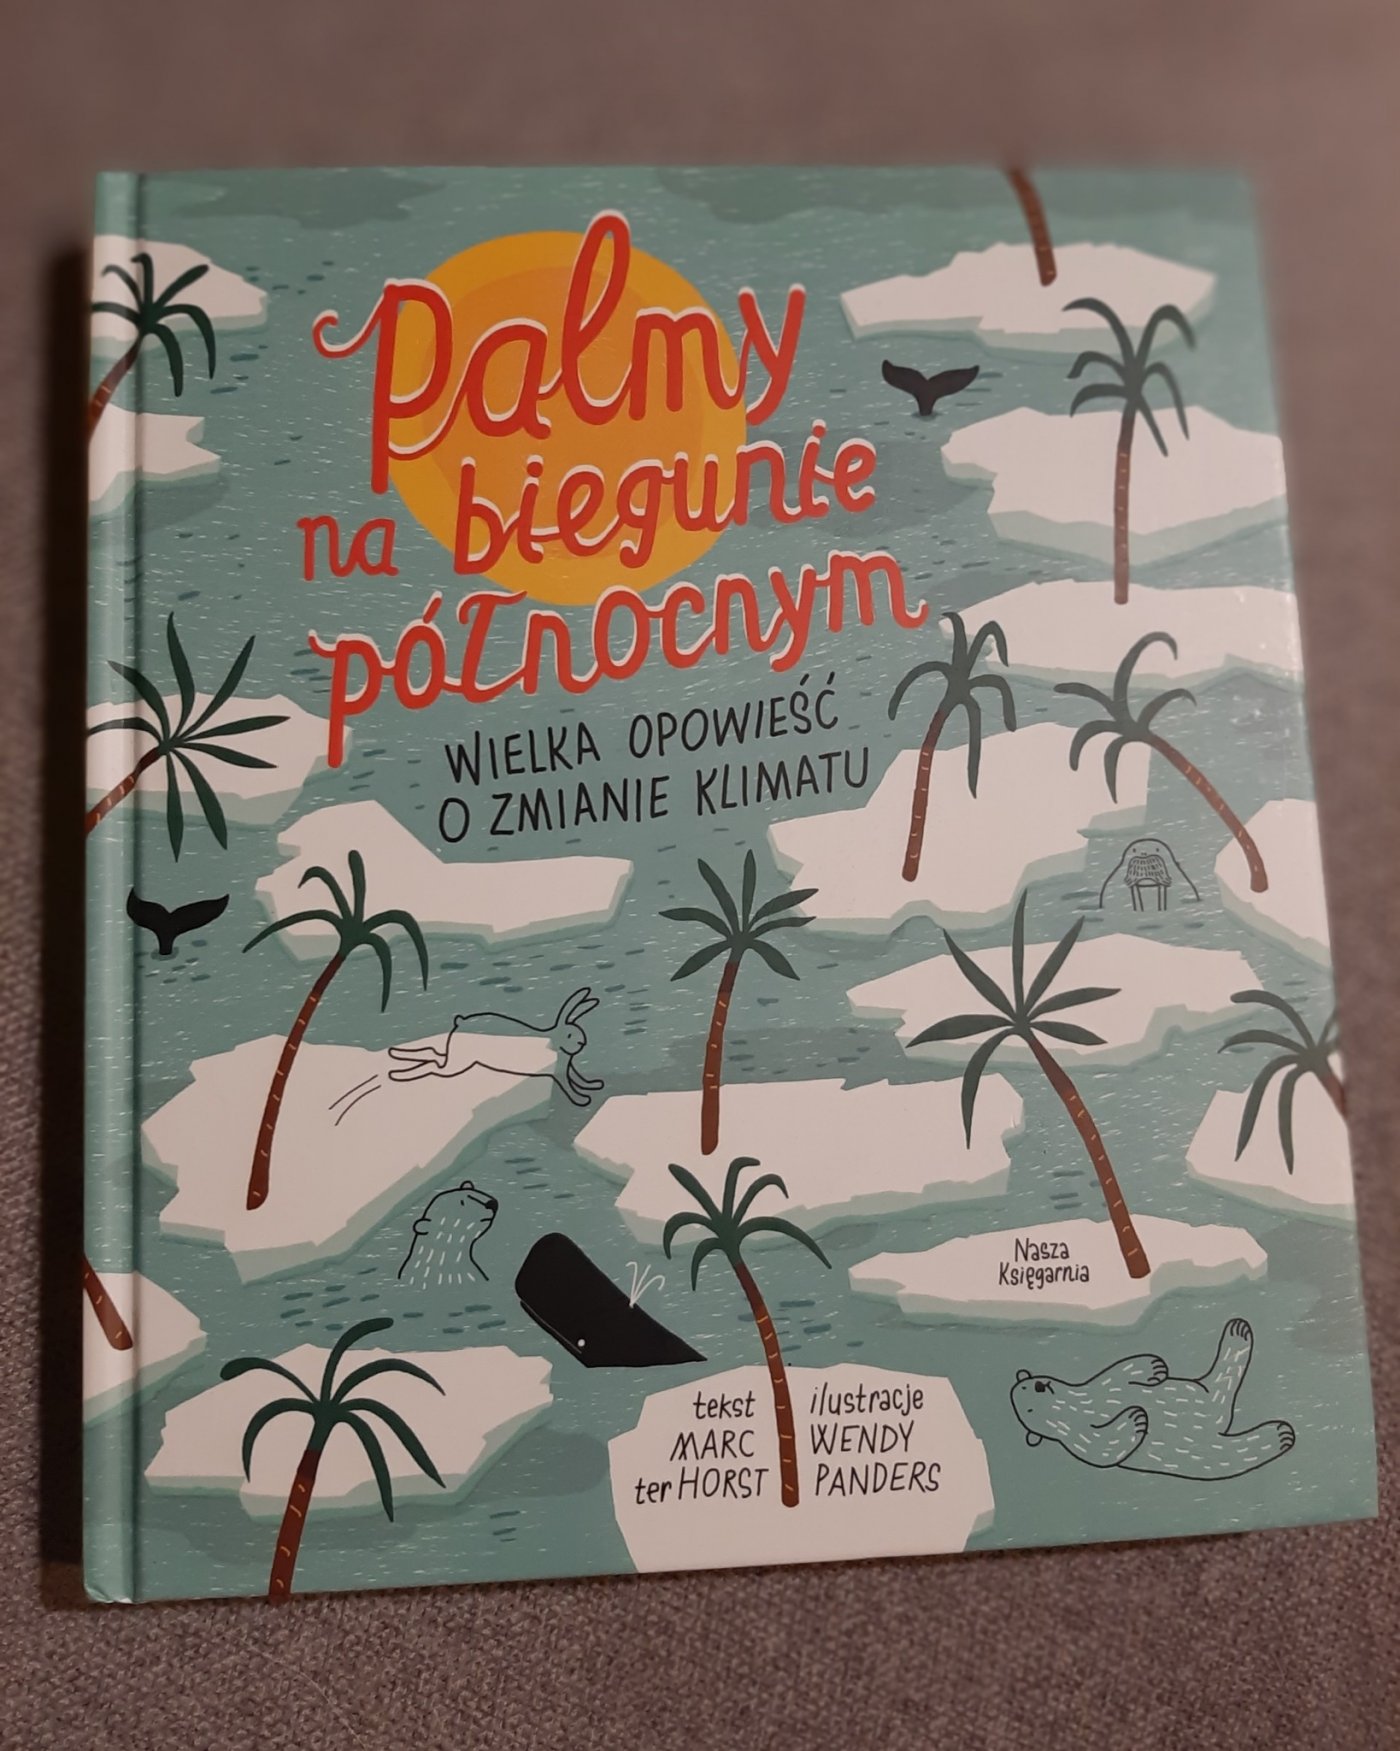 Palmy
na biegunie
północnym
WIELKA OPOWIEŚĆ
O ZMIANIE KLIMATU
Nasza
Księgarnia
tekst
MARC
ter HORST
ilustracje
WENDY
PANDERS